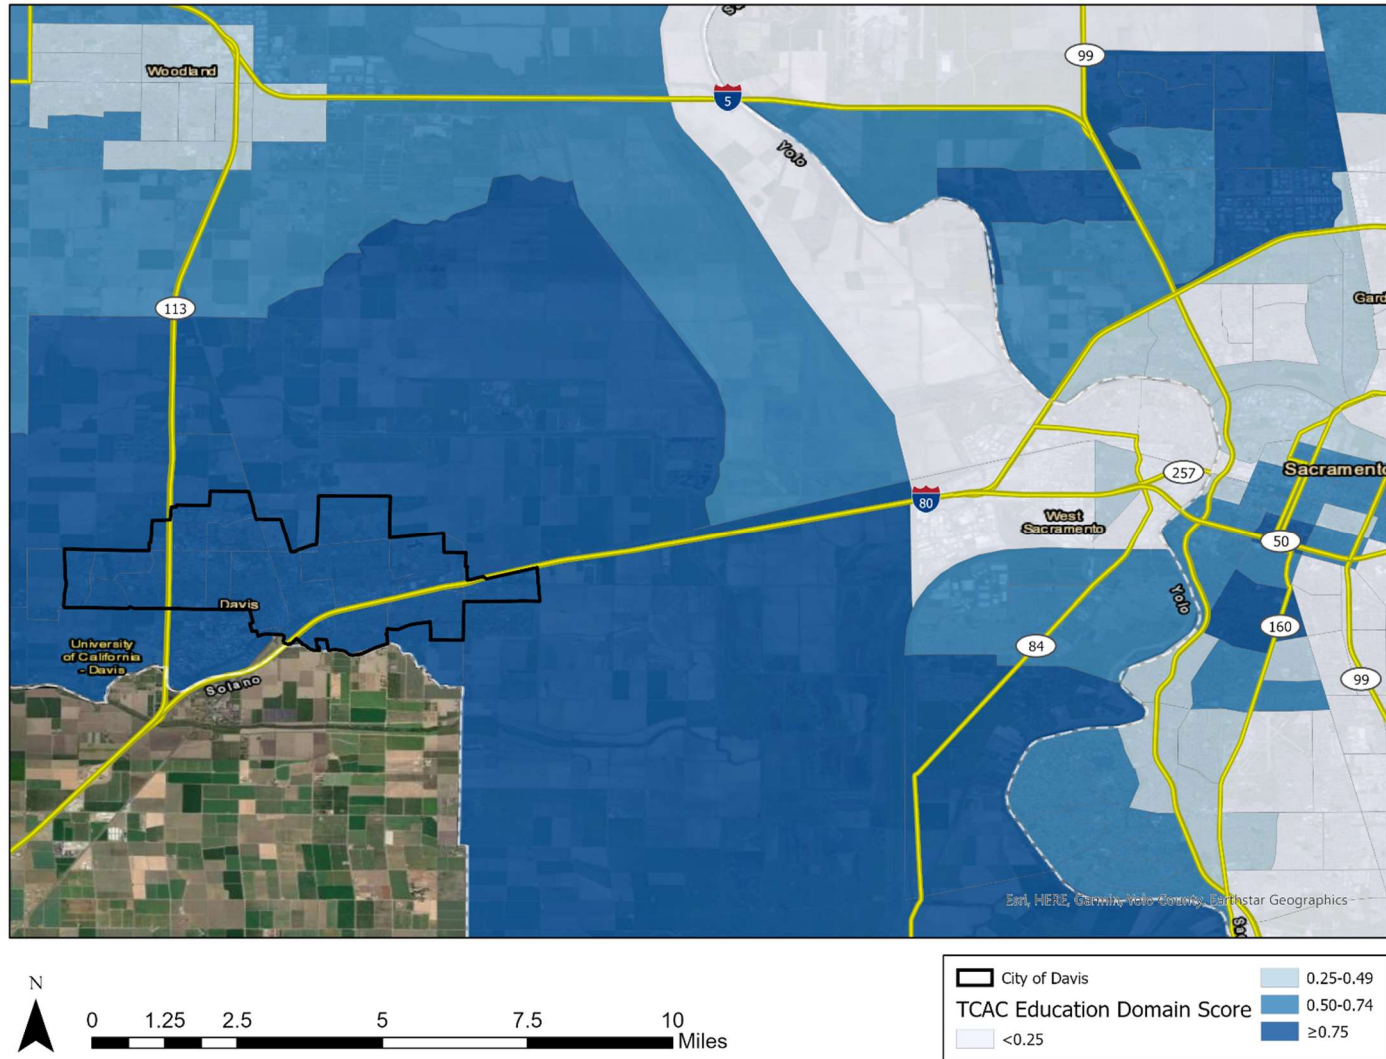 Woodland
99
5
Yolo
113
Gard
257
Sacramento
80
West
Sacramento
50
Davis
Yolo
University
of California
- Davis
160
84
Solano
99
Esri, HERE, Garmin, Yolo County, Earthstar Geographics
Sac
N
0 1.25 2.5 5 7.5 10
Miles
City of Davis
TCAC Education Domain Score
<0.25
0.25-0.49
0.50-0.74
≥0.75